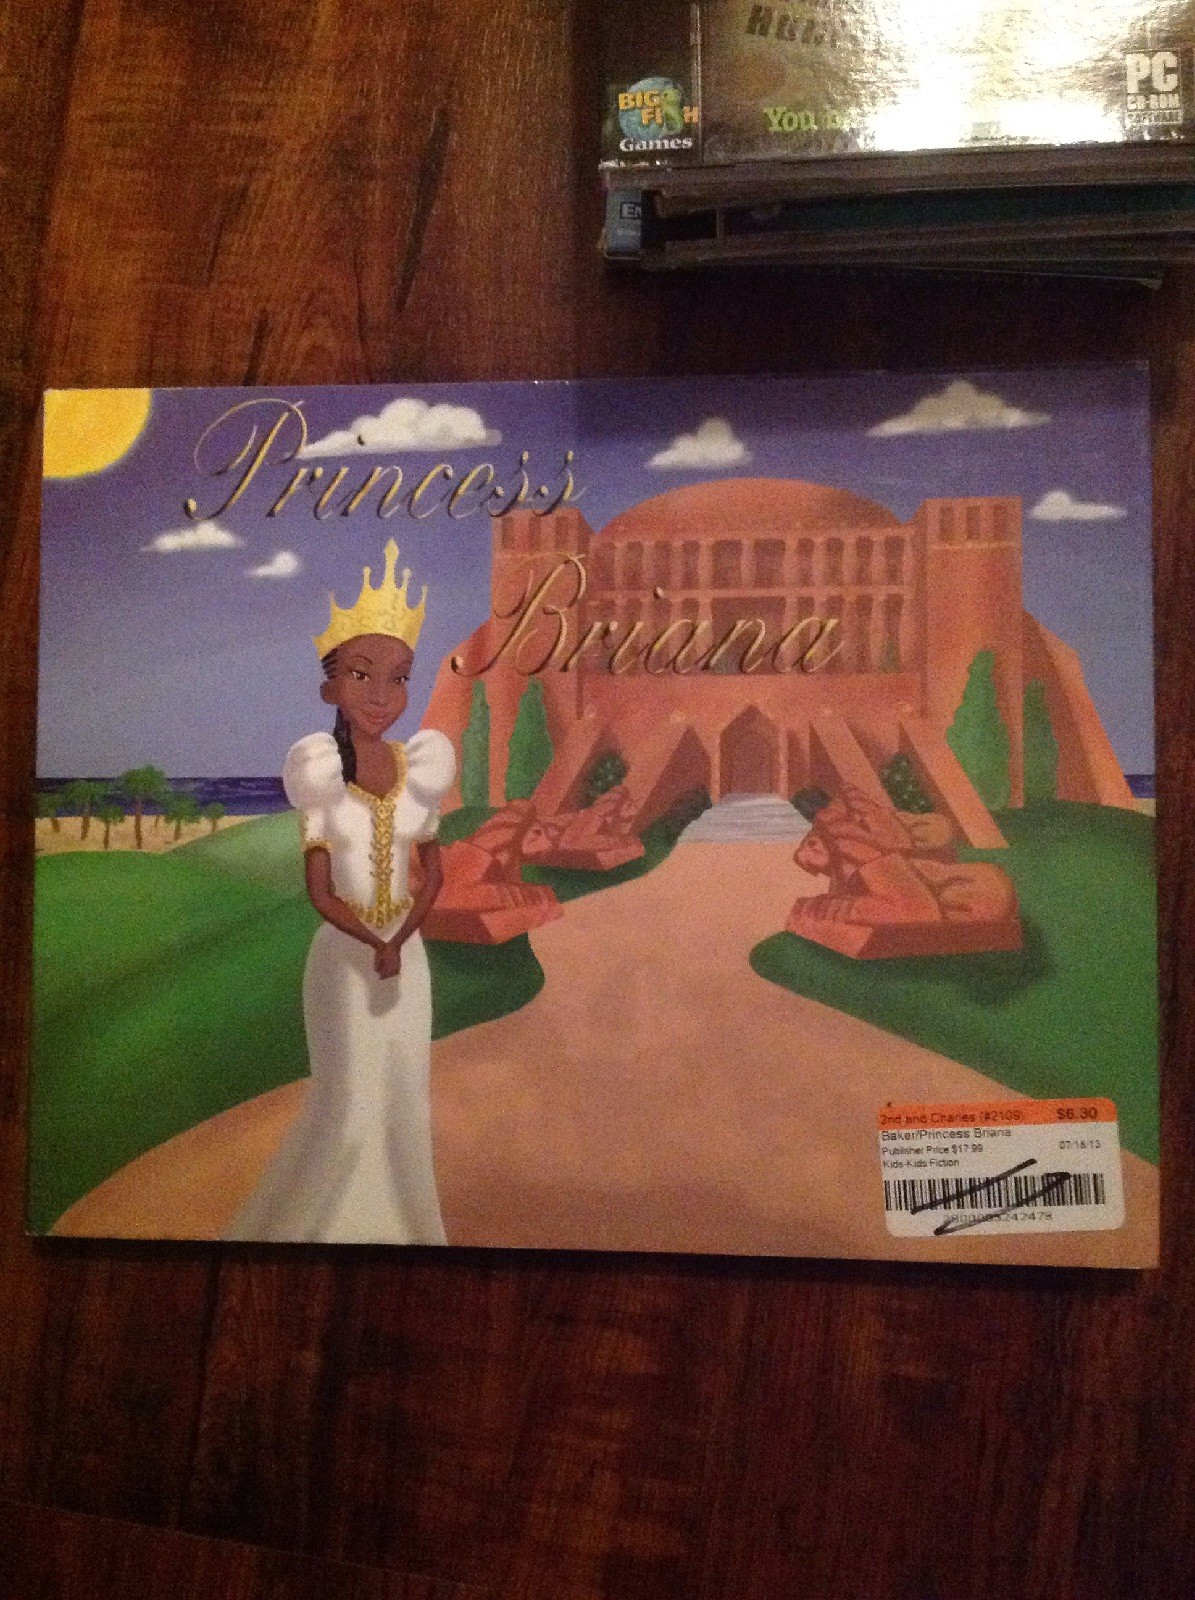 BIG
FISH
Games
You
PC
CD-ROM
SOFTWARE
Princess
Briana
2nd and Charles (#2109) $6.30
Baker/Princess Briana
Publisher Price $17.99 07/18/13
Kids-Kids Fiction